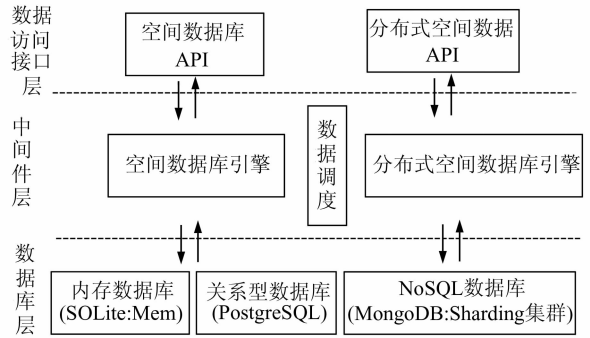 数据
访问
接口
层
空间数据库
API
分布式空间数据
API
中
间
件
层
空间数据库引擎
数
据
调
度
分布式空间数据库引擎
数
据
库
层
内存数据库
(SOLite:Mem)
关系型数据库
(PostgreSQL)
NoSQL数据库
(MongoDB:Sharding集群)